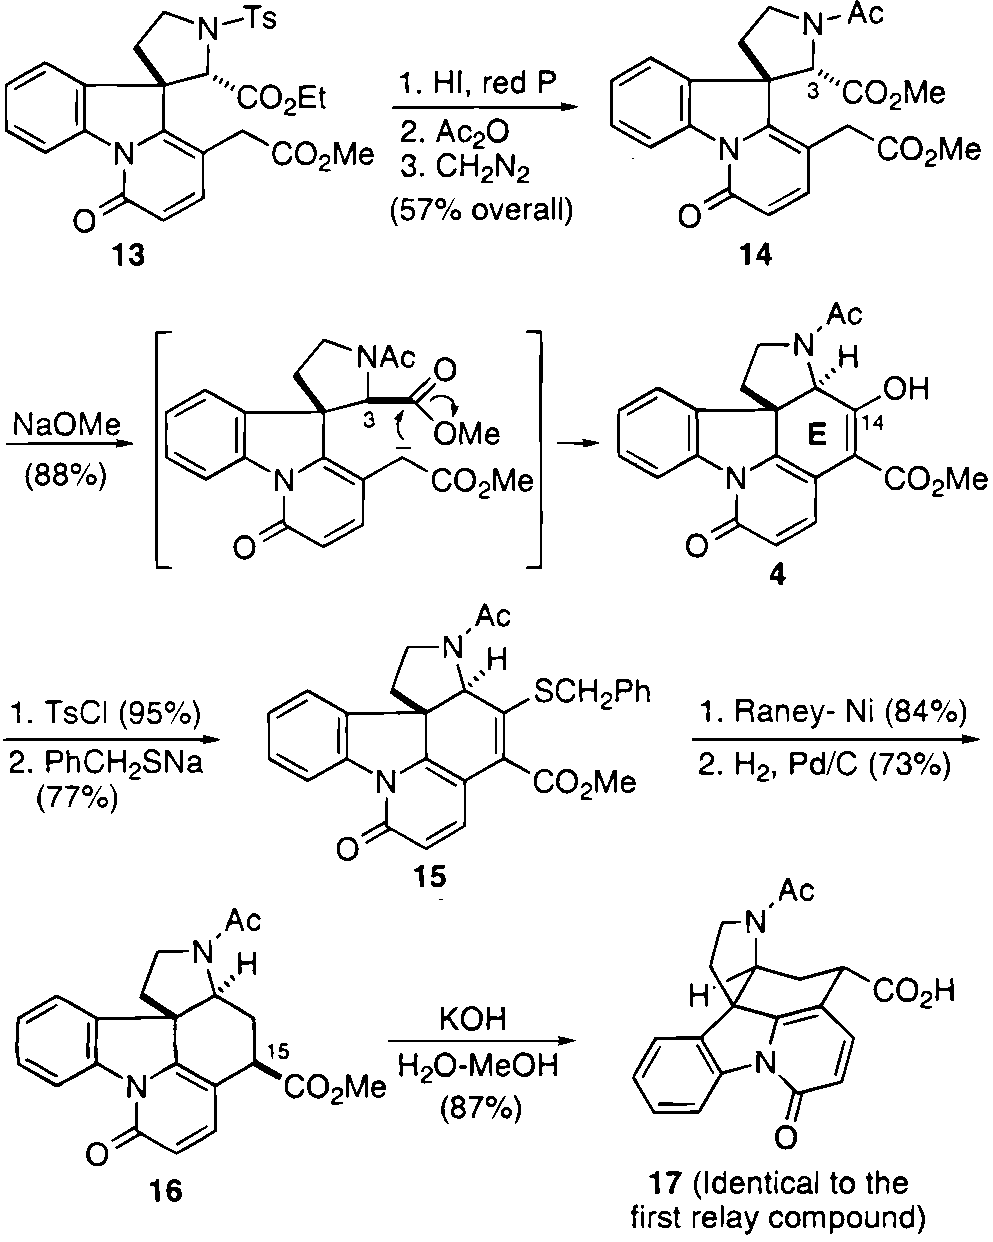 N Ts
CO₂Et
N
CO₂Me
O
13
1. HI, red P
2. Ac₂O
3. CH₂N₂
(57% overall)
N Ac
3 CO₂Me
N
CO₂Me
O
14
NaOMe
(88%)
NAc
O
3
OMe
N
CO₂Me
O
N Ac
H
OH
E 14
N
CO₂Me
O
4
1. TsCl (95%)
2. PhCH₂SNa
(77%)
N Ac
H
SCH₂Ph
N
CO₂Me
O
15
1. Raney- Ni (84%)
2. H₂, Pd/C (73%)
N Ac
H
15
N
CO₂Me
O
16
KOH
H₂O-MeOH
(87%)
N Ac
H
CO₂H
N
O
17 (Identical to the
first relay compound)